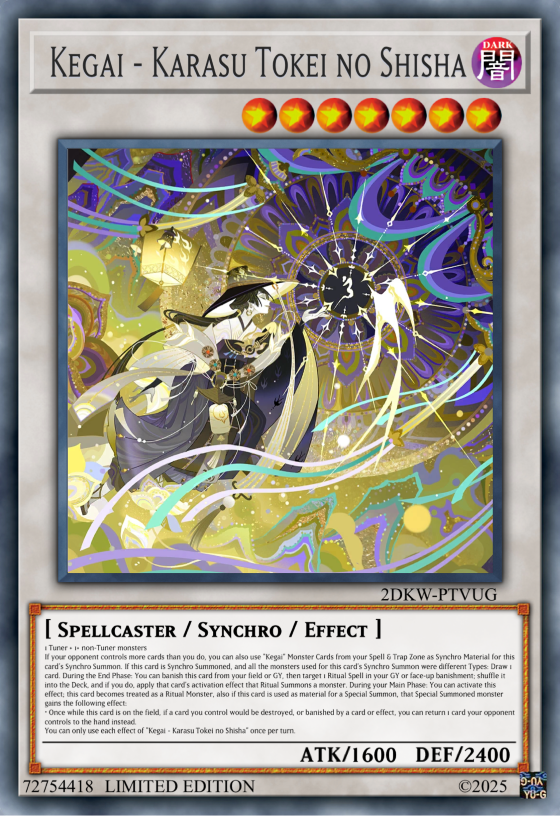 Kegai - Karasu Tokei no Shisha
DARK
闇
2DKW-PTVUG
[ Spellcaster / Synchro / Effect ]
1 Tuner + 1+ non-Tuner monsters
If your opponent controls more cards than you do, you can also use "Kegai" Monster Cards from your Spell & Trap Zone as Synchro Material for this
card's Synchro Summon. If this card is Synchro Summoned, and all the monsters used for this card's Synchro Summon were different Types: Draw 1
card. During the End Phase: You can banish this card from your field or GY, then target 1 Ritual Spell in your GY or face-up banishment; shuffle it
into the Deck, and if you do, apply that card's activation effect that Ritual Summons a monster. During your Main Phase: You can activate this
effect; this card becomes treated as a Ritual Monster, also if this card is used as material for a Special Summon, that Special Summoned monster
gains the following effect:
• Once while this card is on the field, if a card you control would be destroyed, or banished by a card or effect, you can return 1 card your opponent
controls to the hand instead.
You can only use each effect of "Kegai - Karasu Tokei no Shisha" once per turn.
ATK/1600 DEF/2400
72754418 LIMITED EDITION
©2025
YU-G
YU-G